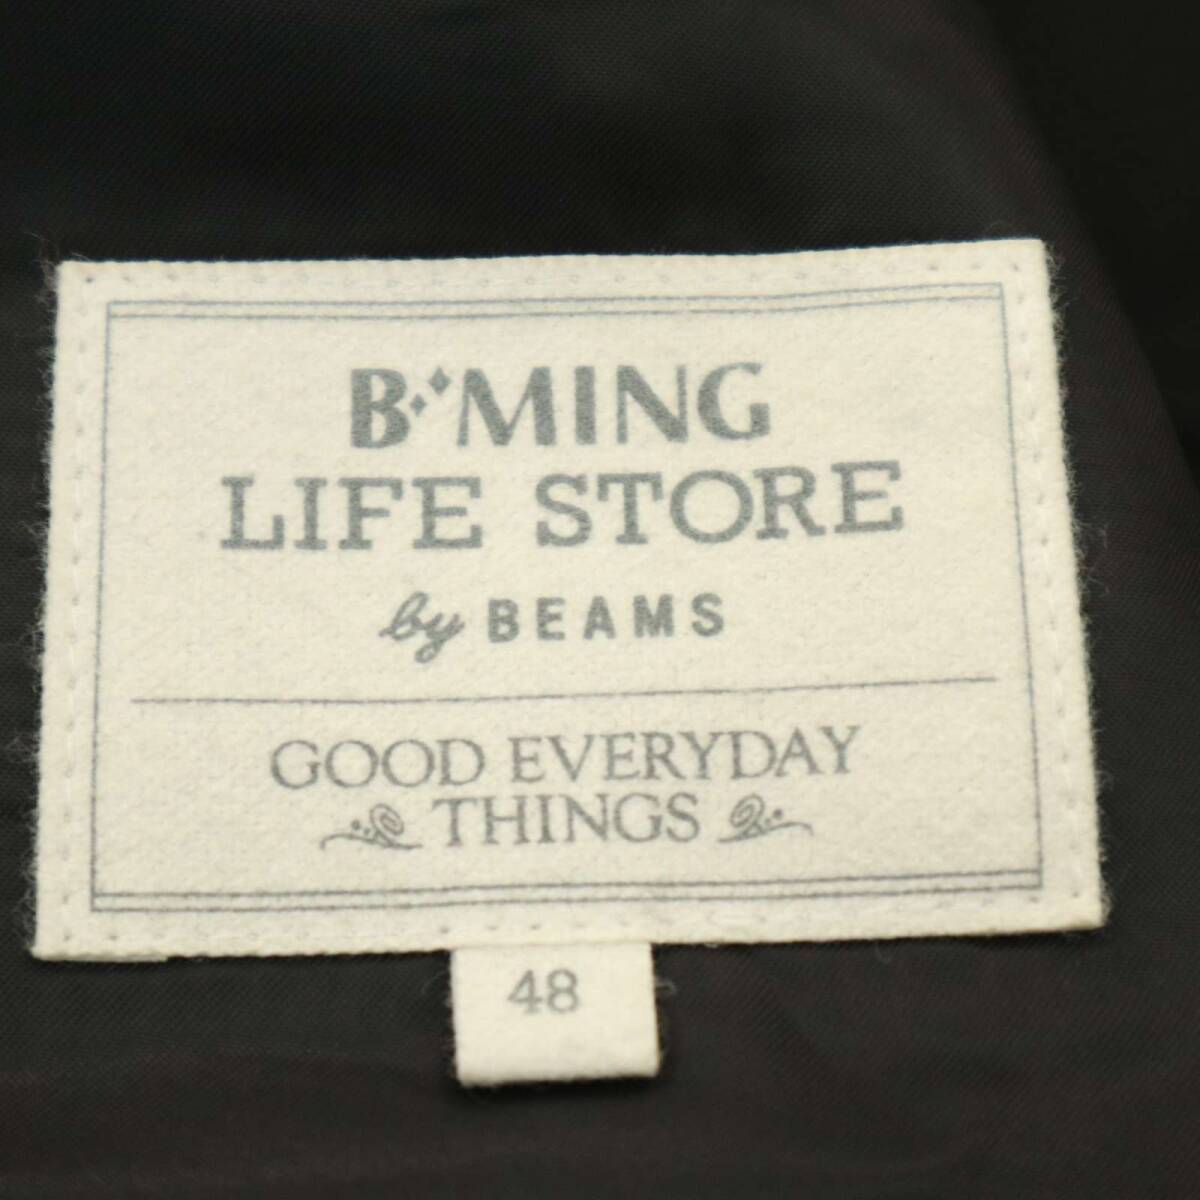 B:MING
LIFE STORE
by BEAMS
GOOD EVERYDAY
THINGS
48